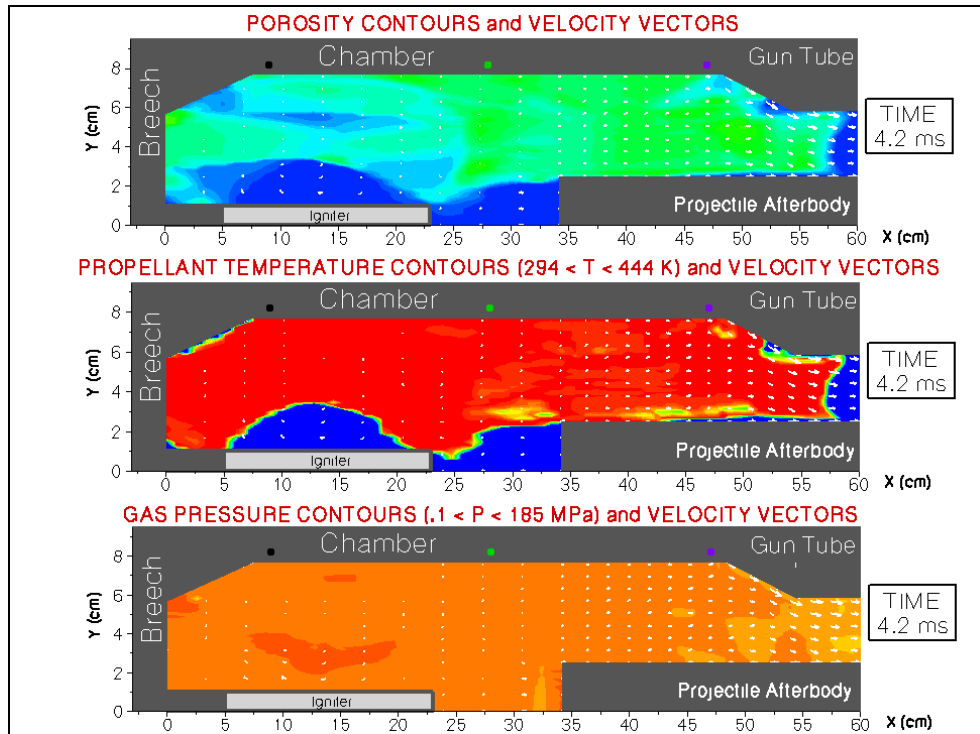 POROSITY CONTOURS and VELOCITY VECTORS
Chamber
Gun Tube
Breech
Y (cm)
8
6
4
2
0
TIME
4.2 ms
Igniter
Projectile Afterbody
0 5 10 15 20 25 30 35 40 45 50 55 60 X (cm)
PROPELLANT TEMPERATURE CONTOURS (294 < T < 444 K) and VELOCITY VECTORS
Chamber
Gun Tube
Breech
Y (cm)
8
6
4
2
0
TIME
4.2 ms
Igniter
Projectile Afterbody
0 5 10 15 20 25 30 35 40 45 50 55 60 X (cm)
GAS PRESSURE CONTOURS (.1 < P < 185 MPa) and VELOCITY VECTORS
Chamber
Gun Tube
Breech
Y (cm)
8
6
4
2
0
TIME
4.2 ms
Igniter
Projectile Afterbody
0 5 10 15 20 25 30 35 40 45 50 55 60 X (cm)